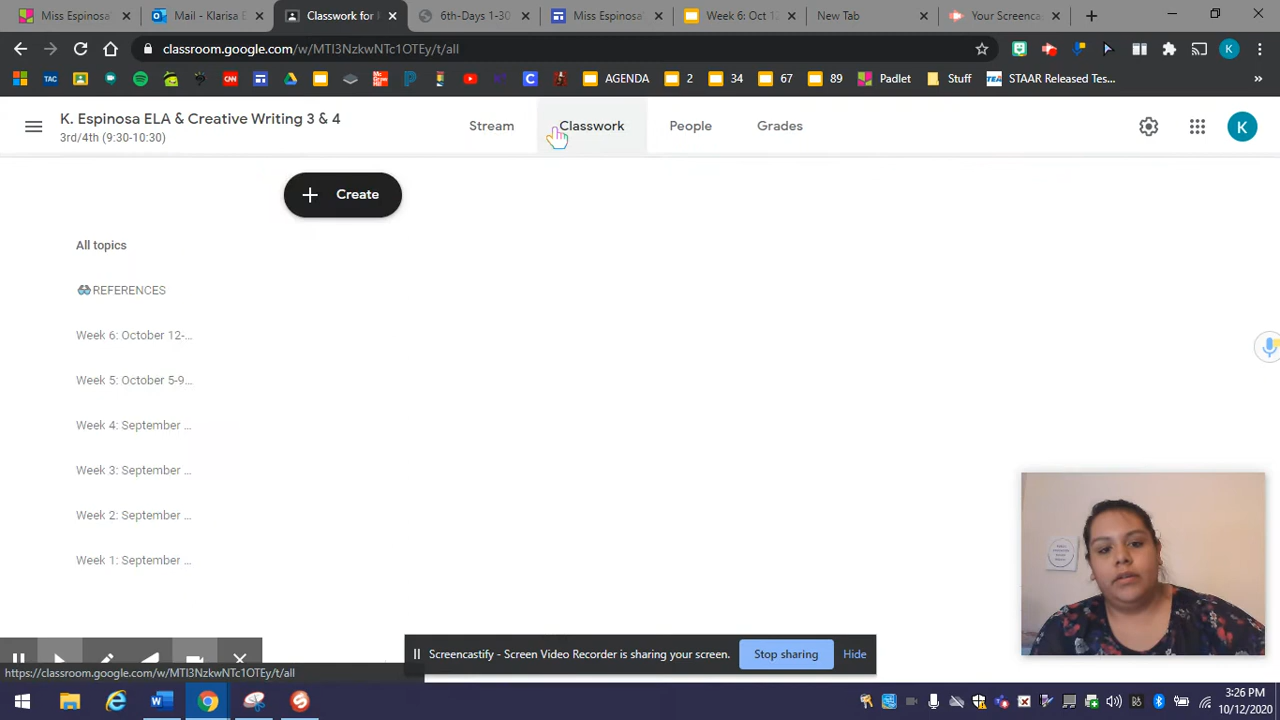 Miss Espinosa
Mail - Klarisa E
Classwork for
6th-Days 1-30
Miss Espinosa
Week 6: Oct 12
New Tab
Your Screencas
classroom.google.com/w/MTI3NzkwNTc1OTEy/t/all
AGENDA
2
34
67
89
Padlet
Stuff
STAAR Released Tes...
K. Espinosa ELA & Creative Writing 3 & 4
3rd/4th (9:30-10:30)
Stream
Classwork
People
Grades
K
Create
All topics
REFERENCES
Week 6: October 12-...
Week 5: October 5-9...
Week 4: September ...
Week 3: September ...
Week 2: September ...
Week 1: September ...
Screencastify - Screen Video Recorder is sharing your screen.
Stop sharing
Hide
https://classroom.google.com/w/MTI3NzkwNTc1OTEy/t/all
3:26 PM
10/12/2020